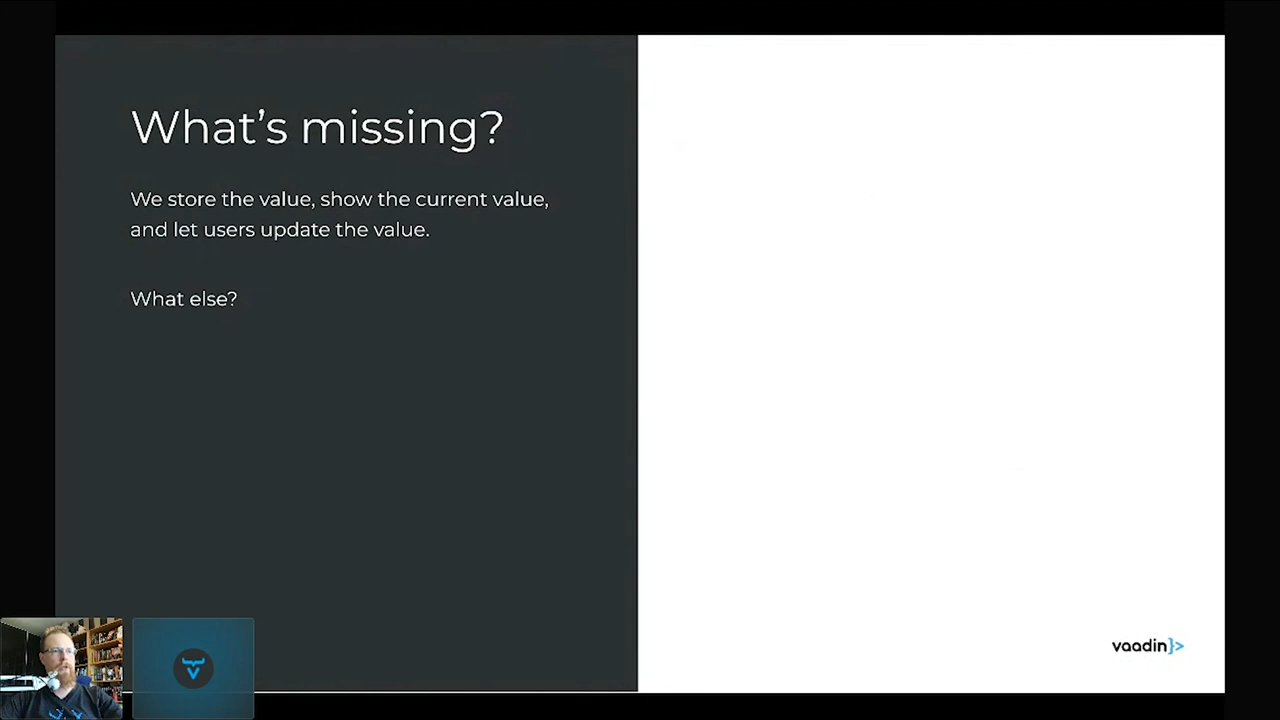 What's missing?
We store the value, show the current value,
and let users update the value.
What else?
vaadin}>